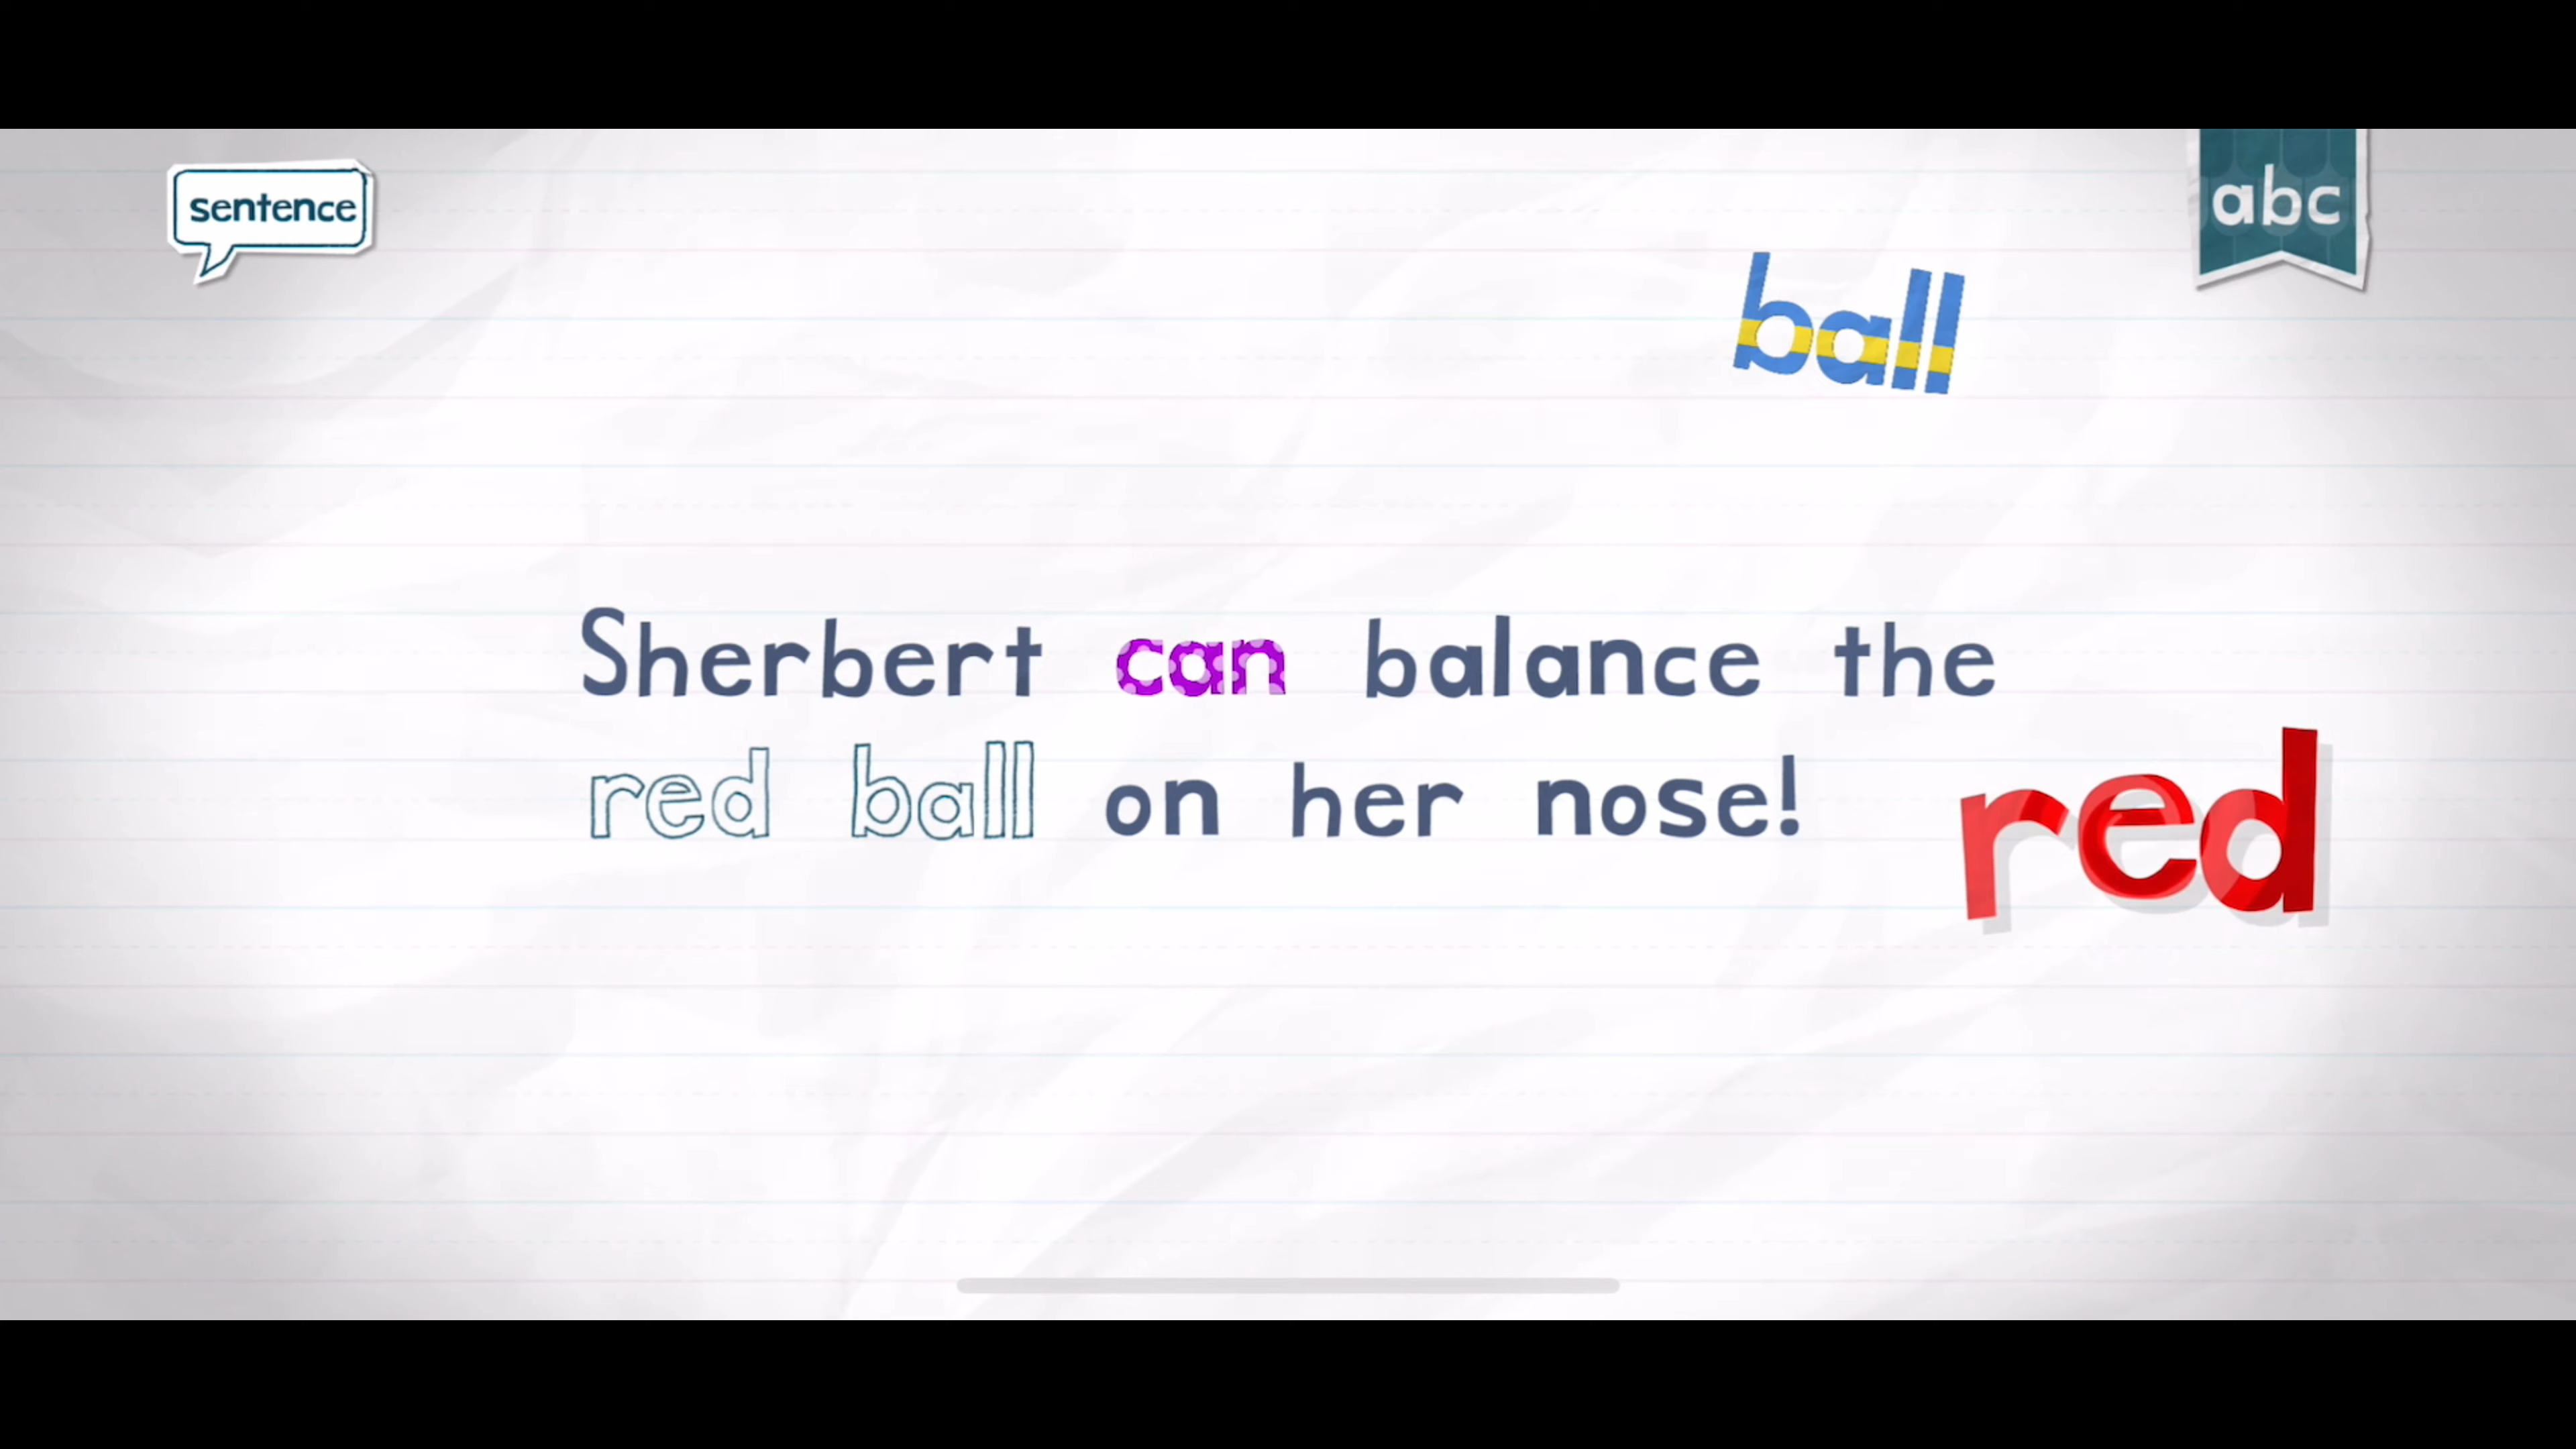 sentence
abc
ball
Sherbert can balance the
red ball on her nose!
red